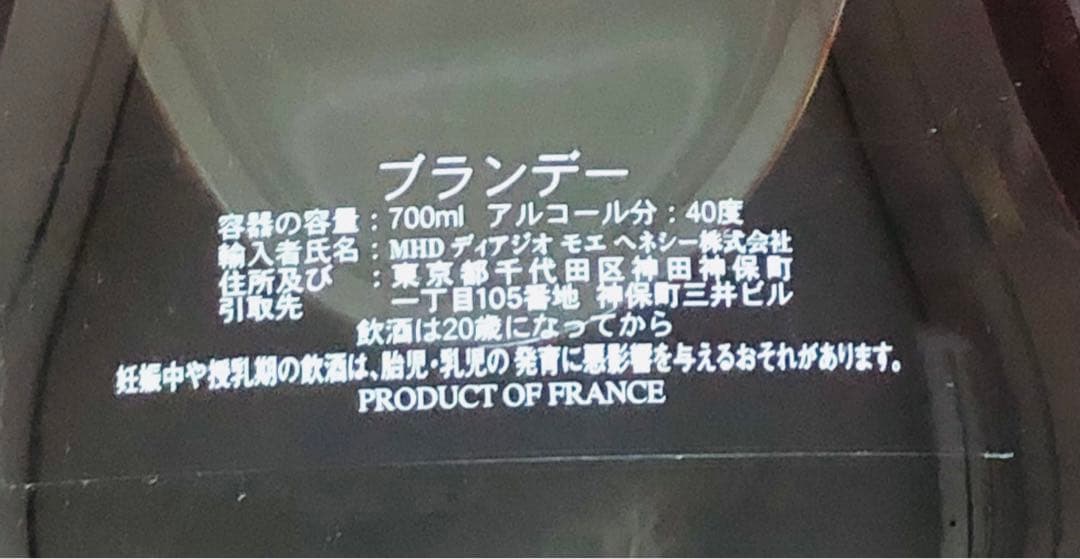 ブランデー
容器の容量：700ml アルコール分：40度
輸入者氏名：MHD ディアジオ モエ ヘネシー株式会社
住所及び ：東京都千代田区神田神保町
引取先 一丁目105番地 神保町三井ビル
飲酒は20歳になってから
妊娠中や授乳期の飲酒は、胎児・乳児の発育に悪影響を与えるおそれがあります。
PRODUCT OF FRANCE